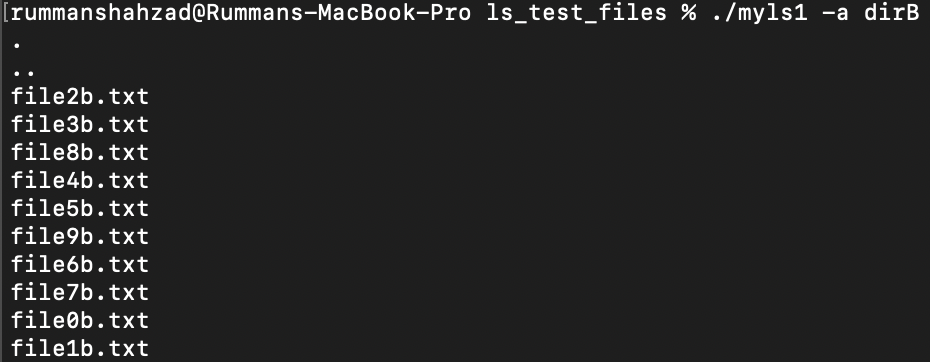 [rummanshahzad@Rummans-MacBook-Pro ls_test_files % ./myls1 -a dirB
.
..
file2b.txt
file3b.txt
file8b.txt
file4b.txt
file5b.txt
file9b.txt
file6b.txt
file7b.txt
file0b.txt
file1b.txt